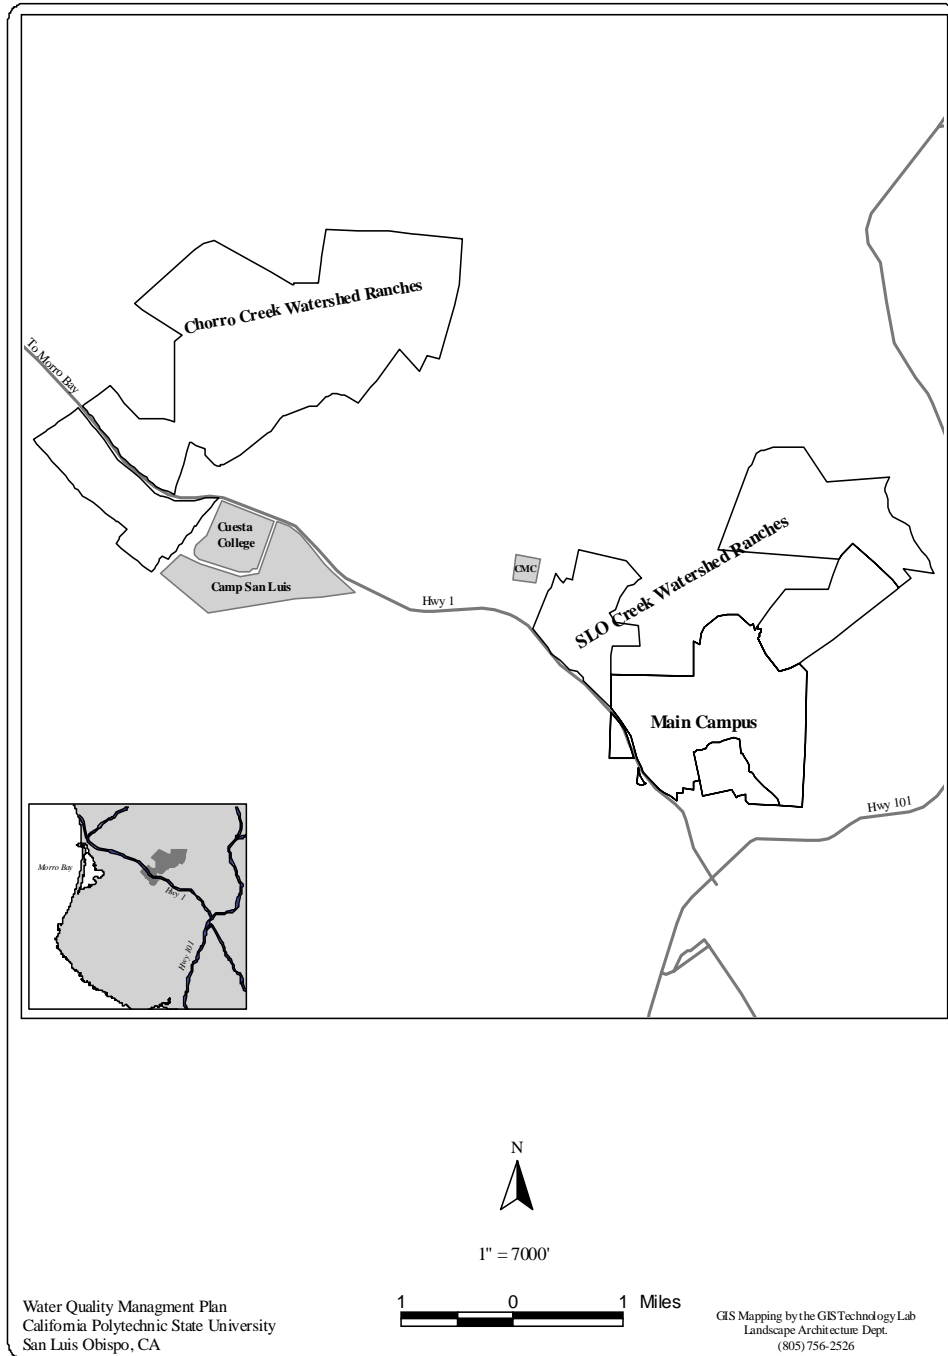 Chorro Creek Watershed Ranches
To Morro Bay
Cuesta
College
Camp San Luis
CMC
Hwy 1
SLO Creek Watershed Ranches
Main Campus
Hwy 101
Morro Bay
Hwy 1
Hwy 101
N
1" = 7000'
1 0 1 Miles
Water Quality Managment Plan
California Polytechnic State University
San Luis Obispo, CA
GIS Mapping by the GIS Technology Lab
Landscape Architecture Dept.
(805) 756-2526